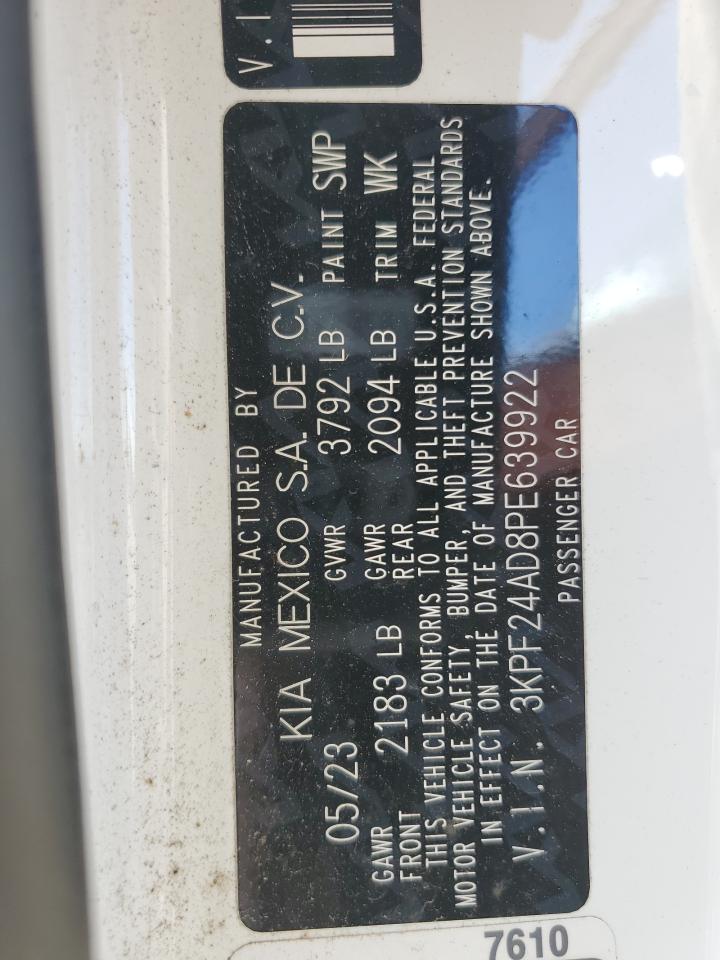 V.I
MANUFACTURED BY
KIA MEXICO S.A. DE C.V.
05/23 GVWR 3792 LB PAINT SWP
GAWR FRONT 2183 LB GAWR REAR 2094 LB TRIM WK
THIS VEHICLE CONFORMS TO ALL APPLICABLE U.S.A. FEDERAL
MOTOR VEHICLE SAFETY, BUMPER, AND THEFT PREVENTION STANDARDS
IN EFFECT ON THE DATE OF MANUFACTURE SHOWN ABOVE.
V.I.N. 3KPF24AD8PE639922
PASSENGER CAR
7610